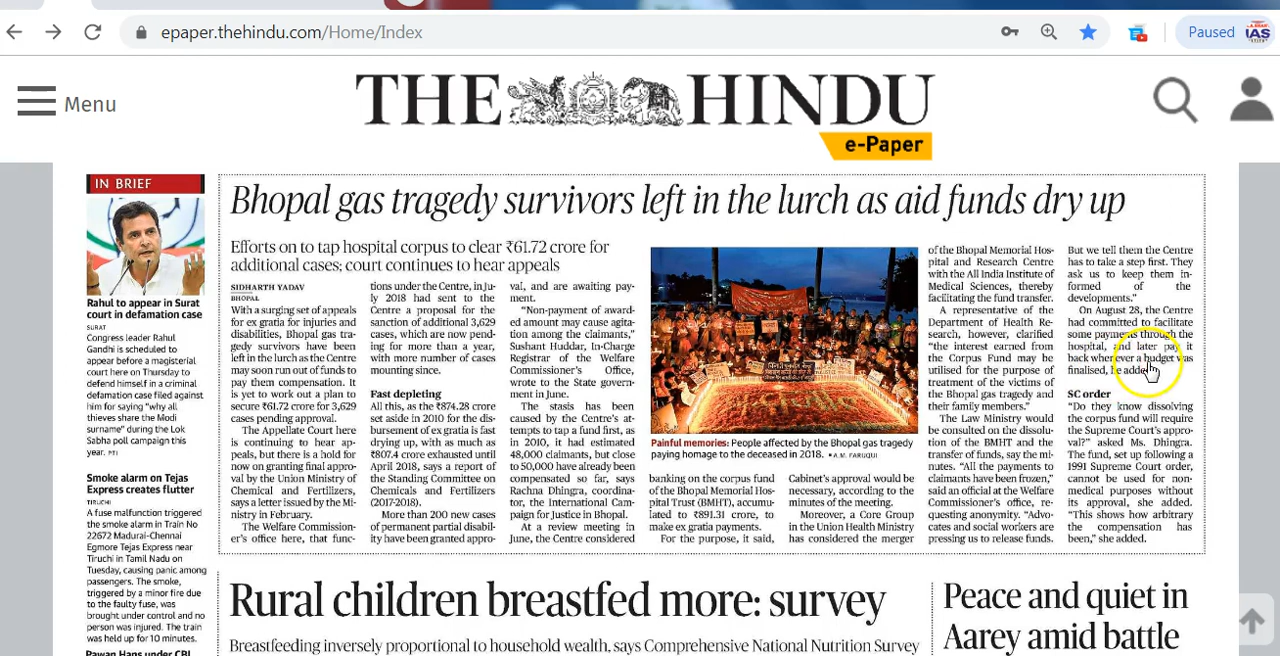 epaper.thehindu.com/Home/Index
Paused
IAS
Menu
THE HINDU
e-Paper
IN BRIEF
Rahul to appear in Surat
court in defamation case
SURAT
Congress leader Rahul
Gandhi is scheduled to
appear before a magisterial
court here on Thursday to
defend himself in a criminal
defamation case filed against
him for saying "why all
thieves share the Modi
surname" during the Lok
Sabha poll campaign this
year. PTI
Smoke alarm on Tejas
Express creates flutter
TIRUCHI
A fuse malfunction triggered
the smoke alarm in Train No
22672 Madurai-Chennai
Egmore Tejas Express near
Tiruchi in Tamil Nadu on
Tuesday, causing panic among
passengers. The smoke,
triggered by a minor fire due
to the faulty fuse, was
brought under control and no
person was injured. The train
was held up for 10 minutes.
Pawan Hans under CBI
Bhopal gas tragedy survivors left in the lurch as aid funds dry up
Efforts on to tap hospital corpus to clear ₹61.72 crore for
additional cases; court continues to hear appeals
SIDHARTH YADAV
BHOPAL
With a surging set of appeals
for ex gratia for injuries and
disabilities, Bhopal gas tra-
gedy survivors have been
left in the lurch as the Centre
may soon run out of funds to
pay them compensation. It
is yet to work out a plan to
secure ₹61.72 crore for 3,629
cases pending approval.
The Appellate Court here
is continuing to hear ap-
peals, but there is a hold for
now on granting final appro-
val by the Union Ministry of
Chemical and Fertilizers,
says a letter issued by the Mi-
nistry in February.
The Welfare Commission-
er's office here, that func-
tions under the Centre, in Ju-
ly 2018 had sent to the
Centre a proposal for the
sanction of additional 3,629
cases, which are now pend-
ing for more than a year,
with more number of cases
mounting since.
Fast depleting
All this, as the ₹874.28 crore
set aside in 2010 for the dis-
bursement of ex gratia is fast
drying up, with as much as
₹807.4 crore exhausted until
April 2018, says a report of
the Standing Committee on
Chemicals and Fertilizers
(2017-2018).
More than 200 new cases
of permanent partial disabil-
ity have been granted appro-
val, and are awaiting pay-
ment.
"Non-payment of award-
ed amount may cause agita-
tion among the claimants,"
Sushant Huddar, In-Charge
Registrar of the Welfare
Commissioner's Office,
wrote to the State govern-
ment in June.
The stasis has been
caused by the Centre's at-
tempts to tap a fund first, as
in 2010, it had estimated
48,000 claimants, but close
to 50,000 have already been
compensated so far, says
Rachna Dhingra, coordina-
tor, the International Cam-
paign for Justice in Bhopal.
At a review meeting in
June, the Centre considered
Painful memories: People affected by the Bhopal gas tragedy
paying homage to the deceased in 2018. • A.M. FARUQUI
banking on the corpus fund
of the Bhopal Memorial Hos-
pital Trust (BMHT), accumu-
lated to ₹891.31 crore, to
make ex gratia payments.
For the purpose, it said,
Cabinet's approval would be
necessary, according to the
minutes of the meeting.
Moreover, a Core Group
in the Union Health Ministry
has considered the merger
of the Bhopal Memorial Hos-
pital and Research Centre
with the All India Institute of
Medical Sciences, thereby
facilitating the fund transfer.
A representative of the
Department of Health Re-
search, however, clarified
"the interest earned from
the Corpus Fund may be
utilised for the purpose of
treatment of the victims of
the Bhopal gas tragedy and
their family members."
The Law Ministry would
be consulted on the dissolu-
tion of the BMHT and the
transfer of funds, say the mi-
nutes. "All the payments to
claimants have been frozen,"
said an official at the Welfare
Commissioner's office, re-
questing anonymity. "Advo-
cates and social workers are
pressing us to release funds.
But we tell them the Centre
has to take a step first. They
ask us to keep them in-
formed of the
developments."
On August 28, the Centre
had committed to facilitate
some payments through the
hospital, and later pay it
back whenever a budget was
finalised, he added.
SC order
"Do they know dissolving
the corpus fund will require
the Supreme Court's appro-
val?" asked Ms. Dhingra.
The fund, set up following a
1991 Supreme Court order,
cannot be used for non-
medical purposes without
its approval, she added.
"This shows how arbitrary
the compensation has
been," she added.
Rural children breastfed more: survey
Breastfeeding inversely proportional to household wealth, says Comprehensive National Nutrition Survey
Peace and quiet in
Aarey amid battle